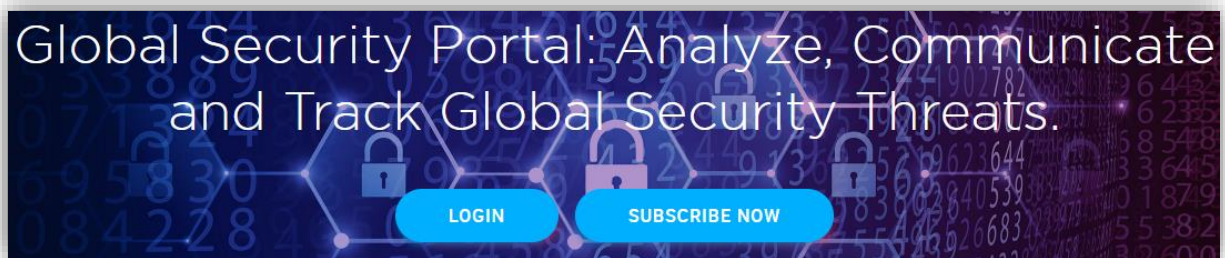 Global Security Portal: Analyze, Communicate
and Track Global Security Threats.
LOGIN
SUBSCRIBE NOW